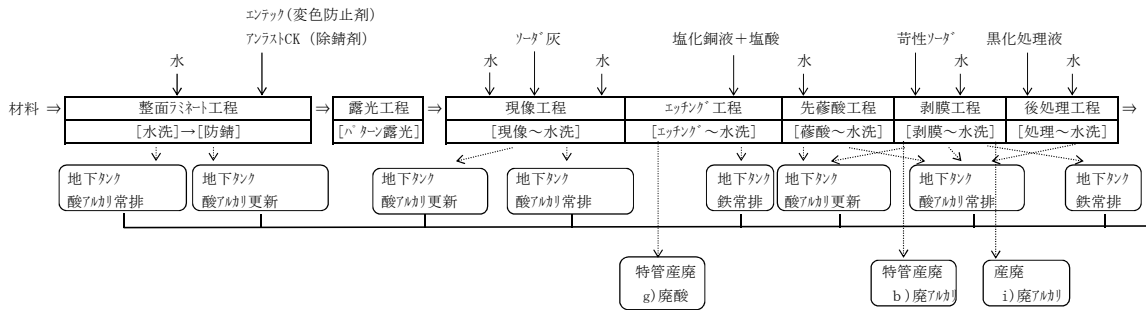 ｴﾝﾃｯｸ(変色防止剤)
ｱﾝﾗｽﾄCK（除錆剤）
水
ｿｰﾀﾞ灰
水
水
塩化銅液＋塩酸
水
苛性ｿｰﾀﾞ
水
黒化処理液
水
材料 ⇒ 整面ﾗﾐﾈｰﾄ工程 ⇒ 露光工程 ⇒ 現像工程 ｴｯﾁﾝｸﾞ工程 先蓚酸工程 剥膜工程 後処理工程 ⇒
[水洗]→[防錆] [ﾊﾟﾀｰﾝ露光] [現像～水洗] [ｴｯﾁﾝｸﾞ～水洗] [蓚酸～水洗] [剥膜～水洗] [処理～水洗]
地下ﾀﾝｸ
酸ｱﾙｶﾘ常排
地下ﾀﾝｸ
酸ｱﾙｶﾘ更新
地下ﾀﾝｸ
酸ｱﾙｶﾘ更新
地下ﾀﾝｸ
酸ｱﾙｶﾘ常排
地下ﾀﾝｸ
鉄常排
地下ﾀﾝｸ
酸ｱﾙｶﾘ更新
地下ﾀﾝｸ
酸ｱﾙｶﾘ常排
地下ﾀﾝｸ
鉄常排
特管産廃
g)廃酸
特管産廃
b)廃ｱﾙｶﾘ
産廃
i)廃ｱﾙｶﾘ